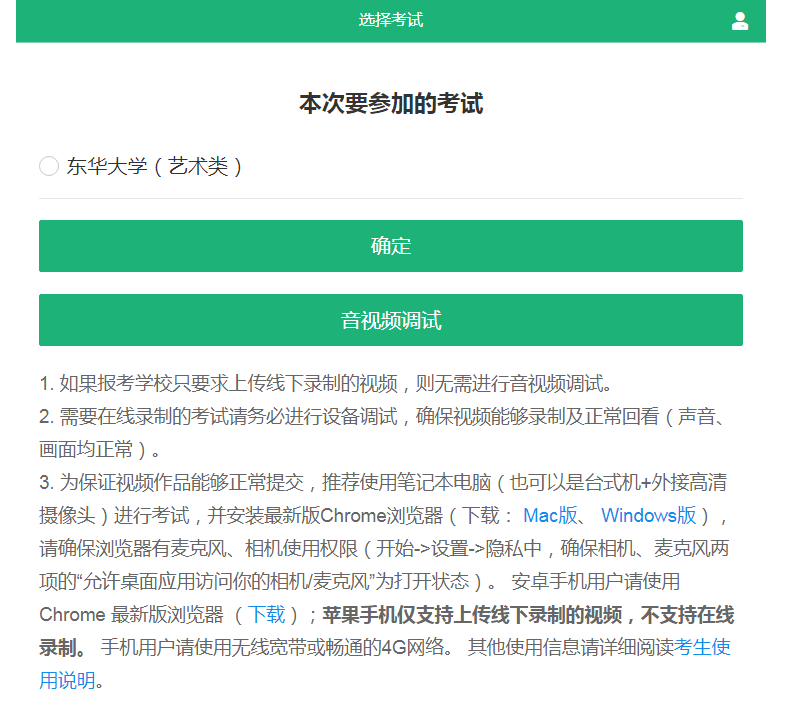 选择考试
本次要参加的考试
东华大学（艺术类）
确定
音视频调试
1. 如果报考学校只要求上传线下录制的视频，则无需进行音视频调试。
2. 需要在线录制的考试请务必进行设备调试，确保视频能够录制及正常回看（声音、
画面均正常）。
3. 为保证视频作品能够正常提交，推荐使用笔记本电脑（也可以是台式机+外接高清
摄像头）进行考试，并安装最新版Chrome浏览器（下载： Mac版、 Windows版），
请确保浏览器有麦克风、相机使用权限（开始->设置->隐私中，确保相机、麦克风两
项的“允许桌面应用访问你的相机/麦克风”为打开状态）。 安卓手机用户请使用
Chrome 最新版浏览器 （下载）；苹果手机仅支持上传线下录制的视频，不支持在线
录制。 手机用户请使用无线宽带或畅通的4G网络。 其他使用信息请详细阅读考生使
用说明。